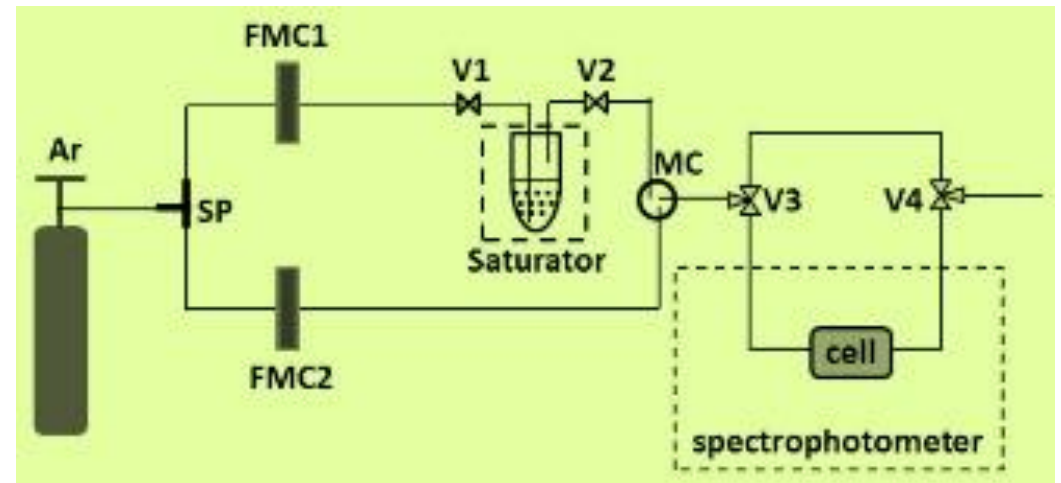 FMC1
V1
V2
Ar
MC
SP
V3
V4
Saturator
FMC2
cell
spectrophotometer